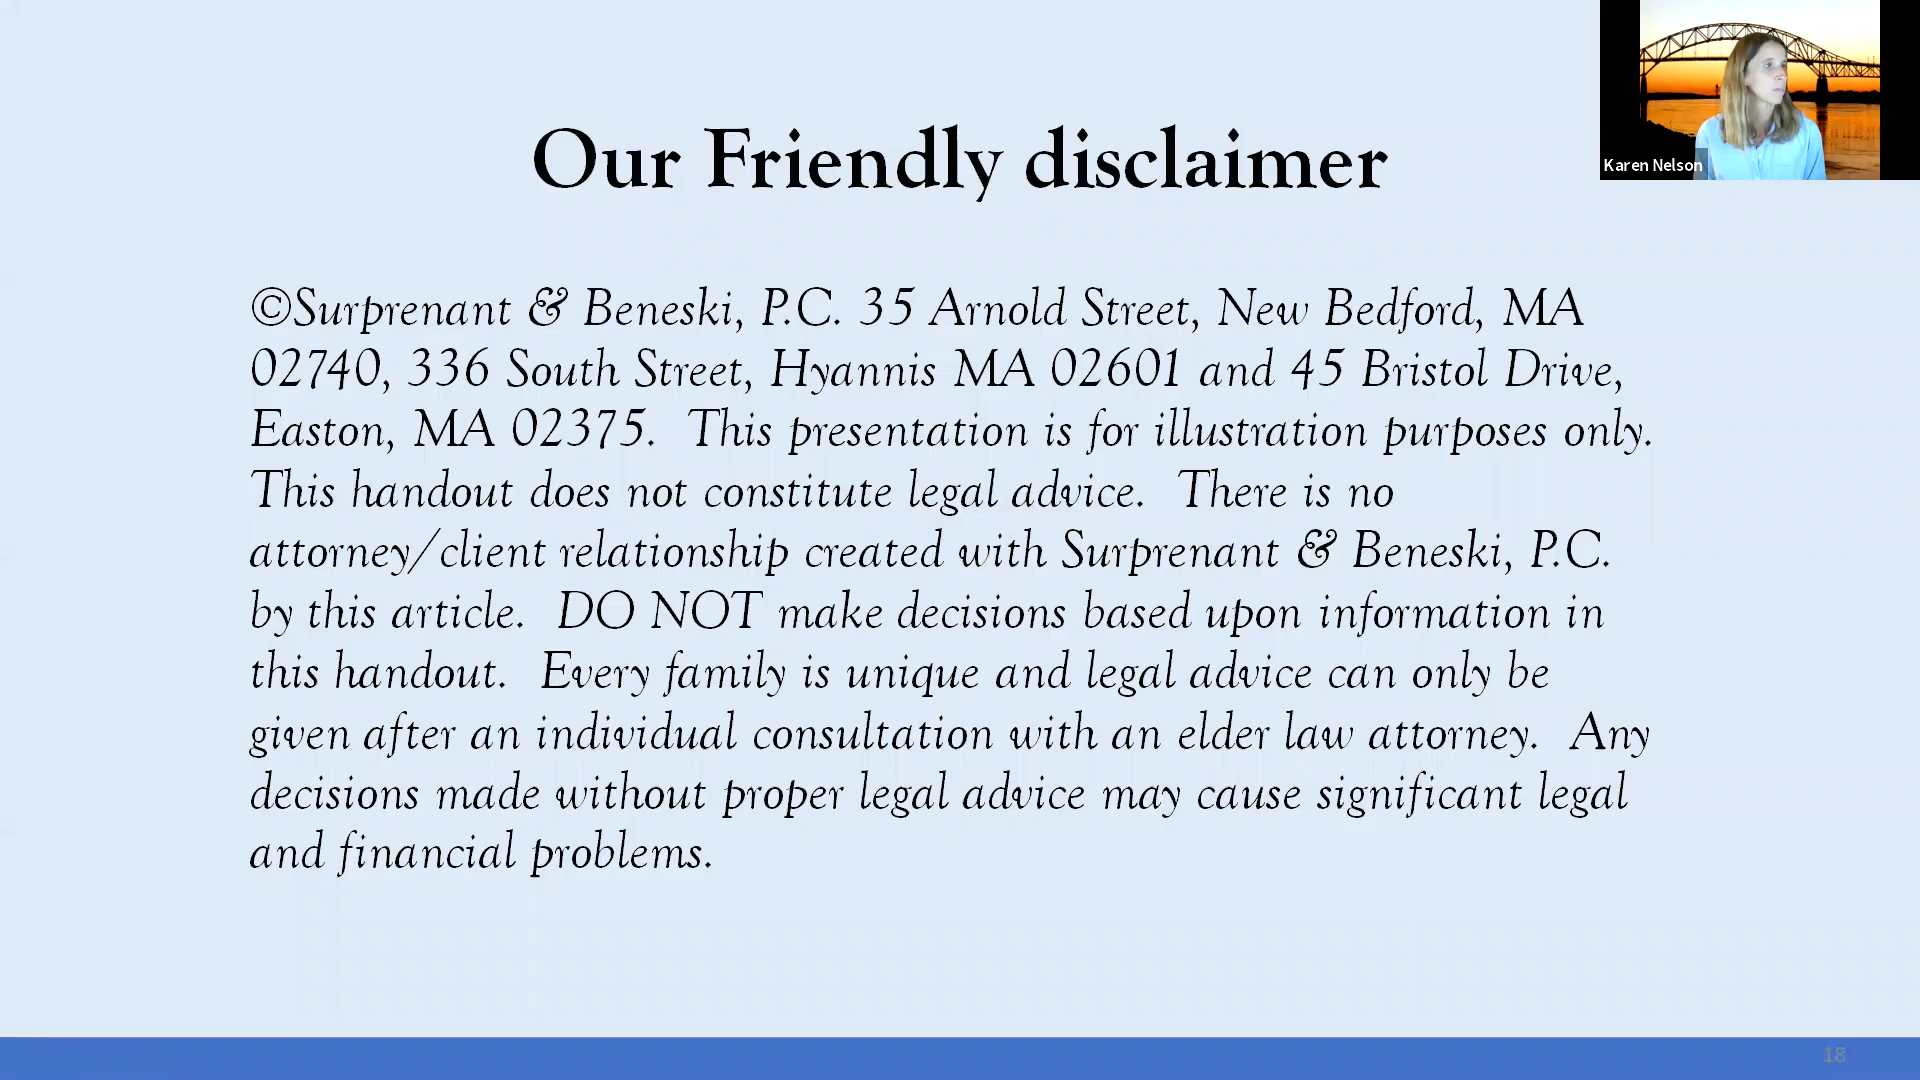 Our Friendly disclaimer
Karen Nelson
©Surprenant & Beneski, P.C. 35 Arnold Street, New Bedford, MA
02740, 336 South Street, Hyannis MA 02601 and 45 Bristol Drive,
Easton, MA 02375. This presentation is for illustration purposes only.
This handout does not constitute legal advice. There is no
attorney/client relationship created with Surprenant & Beneski, P.C.
by this article. DO NOT make decisions based upon information in
this handout. Every family is unique and legal advice can only be
given after an individual consultation with an elder law attorney. Any
decisions made without proper legal advice may cause significant legal
and financial problems.
18